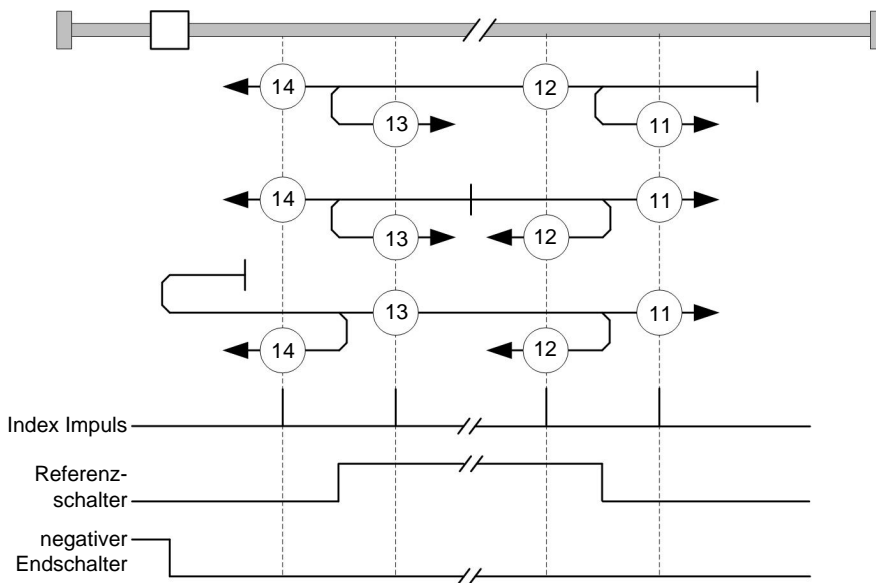 14
12
13
11
14
11
13
12
13
11
14
12
Index Impuls
Referenz-
schalter
negativer
Endschalter